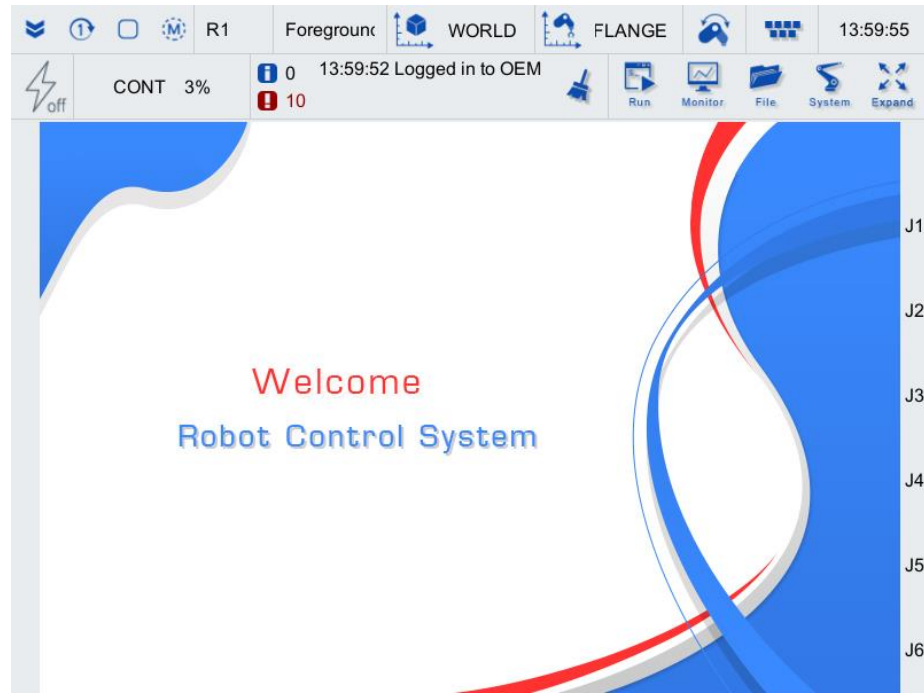 1
M
R1
Foregrounc
WORLD
FLANGE
13:59:55
off
CONT 3%
i 0
13:59:52 Logged in to OEM
! 10
Run
Monitor
File
System
Expand
J1
J2
J3
Welcome
Robot Control System
J4
J5
J6